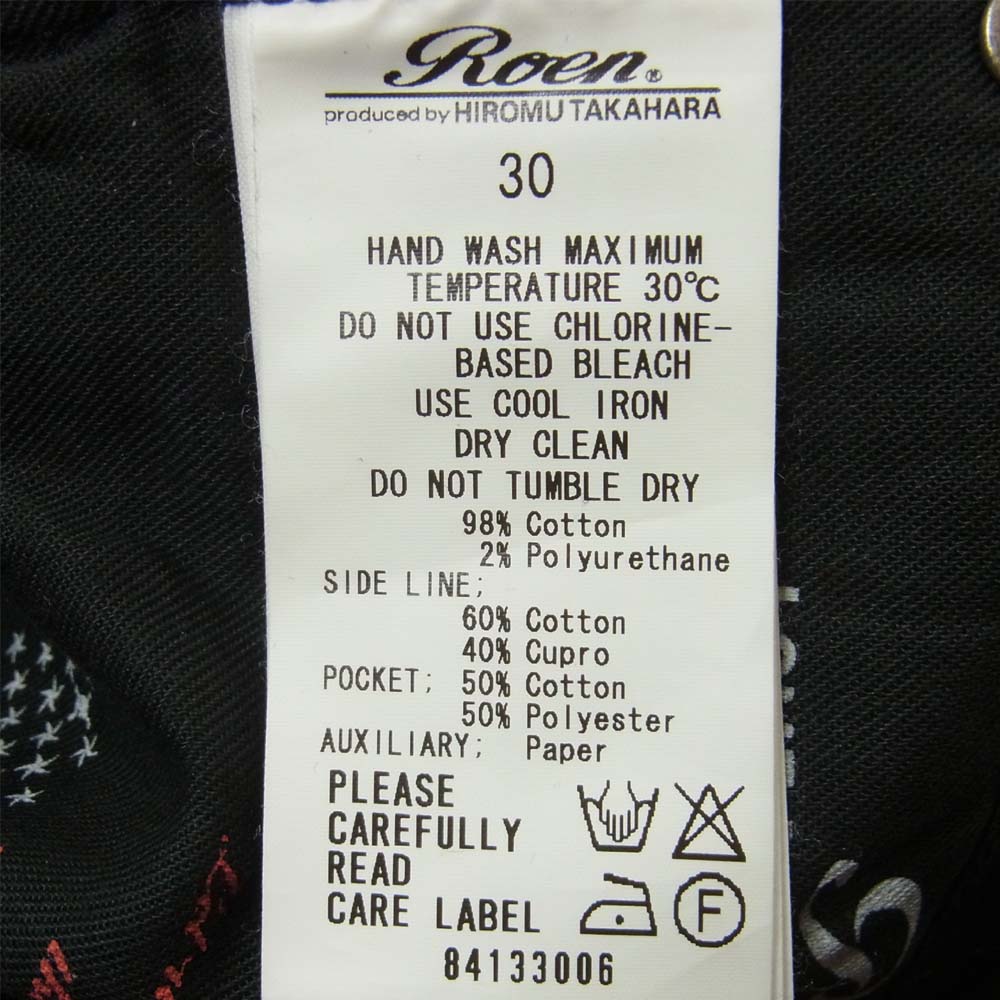 Roen®
produced by HIROMU TAKAHARA
30
HAND WASH MAXIMUM
TEMPERATURE 30℃
DO NOT USE CHLORINE-
BASED BLEACH
USE COOL IRON
DRY CLEAN
DO NOT TUMBLE DRY
98% Cotton
2% Polyurethane
SIDE LINE;
60% Cotton
40% Cupro
POCKET; 50% Cotton
50% Polyester
AUXILIARY; Paper
PLEASE
CAREFULLY
READ
CARE LABEL
F
84133006